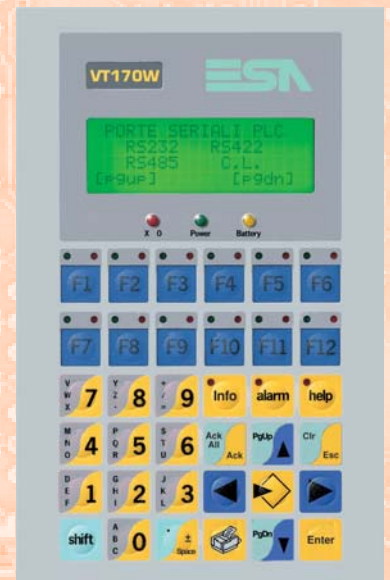 VT170W
ESA
PORTE SERIALI PLC
RS232 RS422
RS485 C.L.
[pgup] [pgdn]
X O Power Battery
F1 F2 F3 F4 F5 F6
F7 F8 F9 F10 F11 F12
V W X 7 Y Z - 8 + / = 9 Info alarm help
M N O 4 P Q R 5 S T U 6 Ack All Ack PgUp Clr Esc
D E F 1 G H I 2 J K L 3
shift A B C 0 . ± Space PgDn Enter